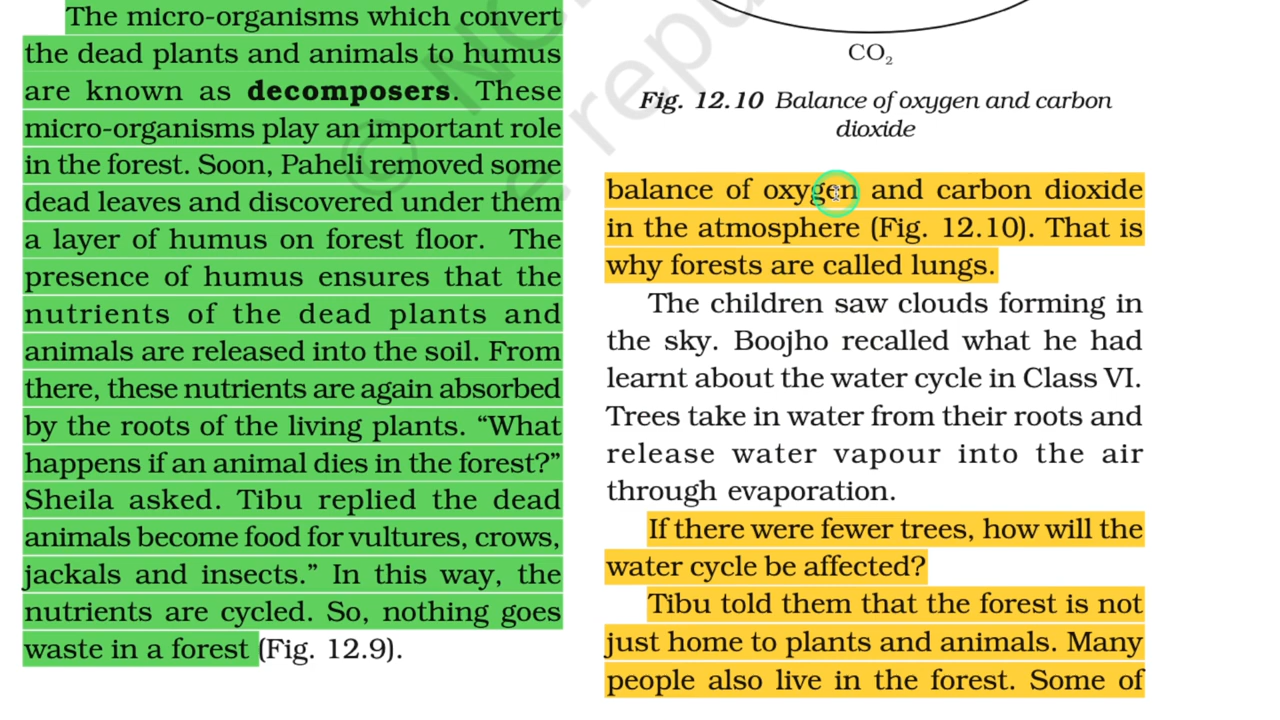 The micro-organisms which convert
the dead plants and animals to humus
are known as decomposers. These
micro-organisms play an important role
in the forest. Soon, Paheli removed some
dead leaves and discovered under them
a layer of humus on forest floor. The
presence of humus ensures that the
nutrients of the dead plants and
animals are released into the soil. From
there, these nutrients are again absorbed
by the roots of the living plants. “What
happens if an animal dies in the forest?”
Sheila asked. Tibu replied the dead
animals become food for vultures, crows,
jackals and insects.” In this way, the
nutrients are cycled. So, nothing goes
waste in a forest (Fig. 12.9).
CO₂
Fig. 12.10 Balance of oxygen and carbon
dioxide
balance of oxygen and carbon dioxide
in the atmosphere (Fig. 12.10). That is
why forests are called lungs.
The children saw clouds forming in
the sky. Boojho recalled what he had
learnt about the water cycle in Class VI.
Trees take in water from their roots and
release water vapour into the air
through evaporation.
If there were fewer trees, how will the
water cycle be affected?
Tibu told them that the forest is not
just home to plants and animals. Many
people also live in the forest. Some of